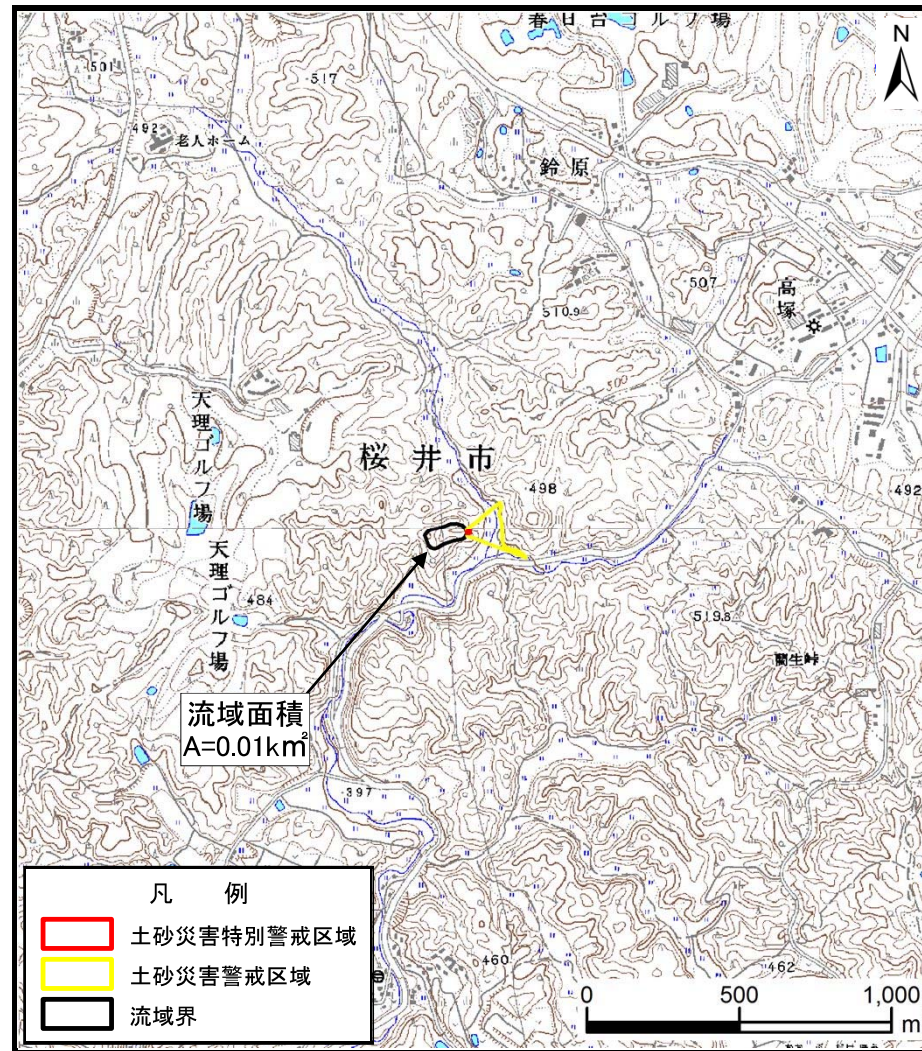 春日台ゴルフ場
N
501
517
492
老人ホーム
鈴原
507
高塚
510.9
天理ゴルフ場
桜井市
498
492
天理ゴルフ場
484
519.8
藺生峠
流域面積
A=0.01km²
397
凡例
土砂災害特別警戒区域
土砂災害警戒区域
流域界
460
462
0 500 1,000
m